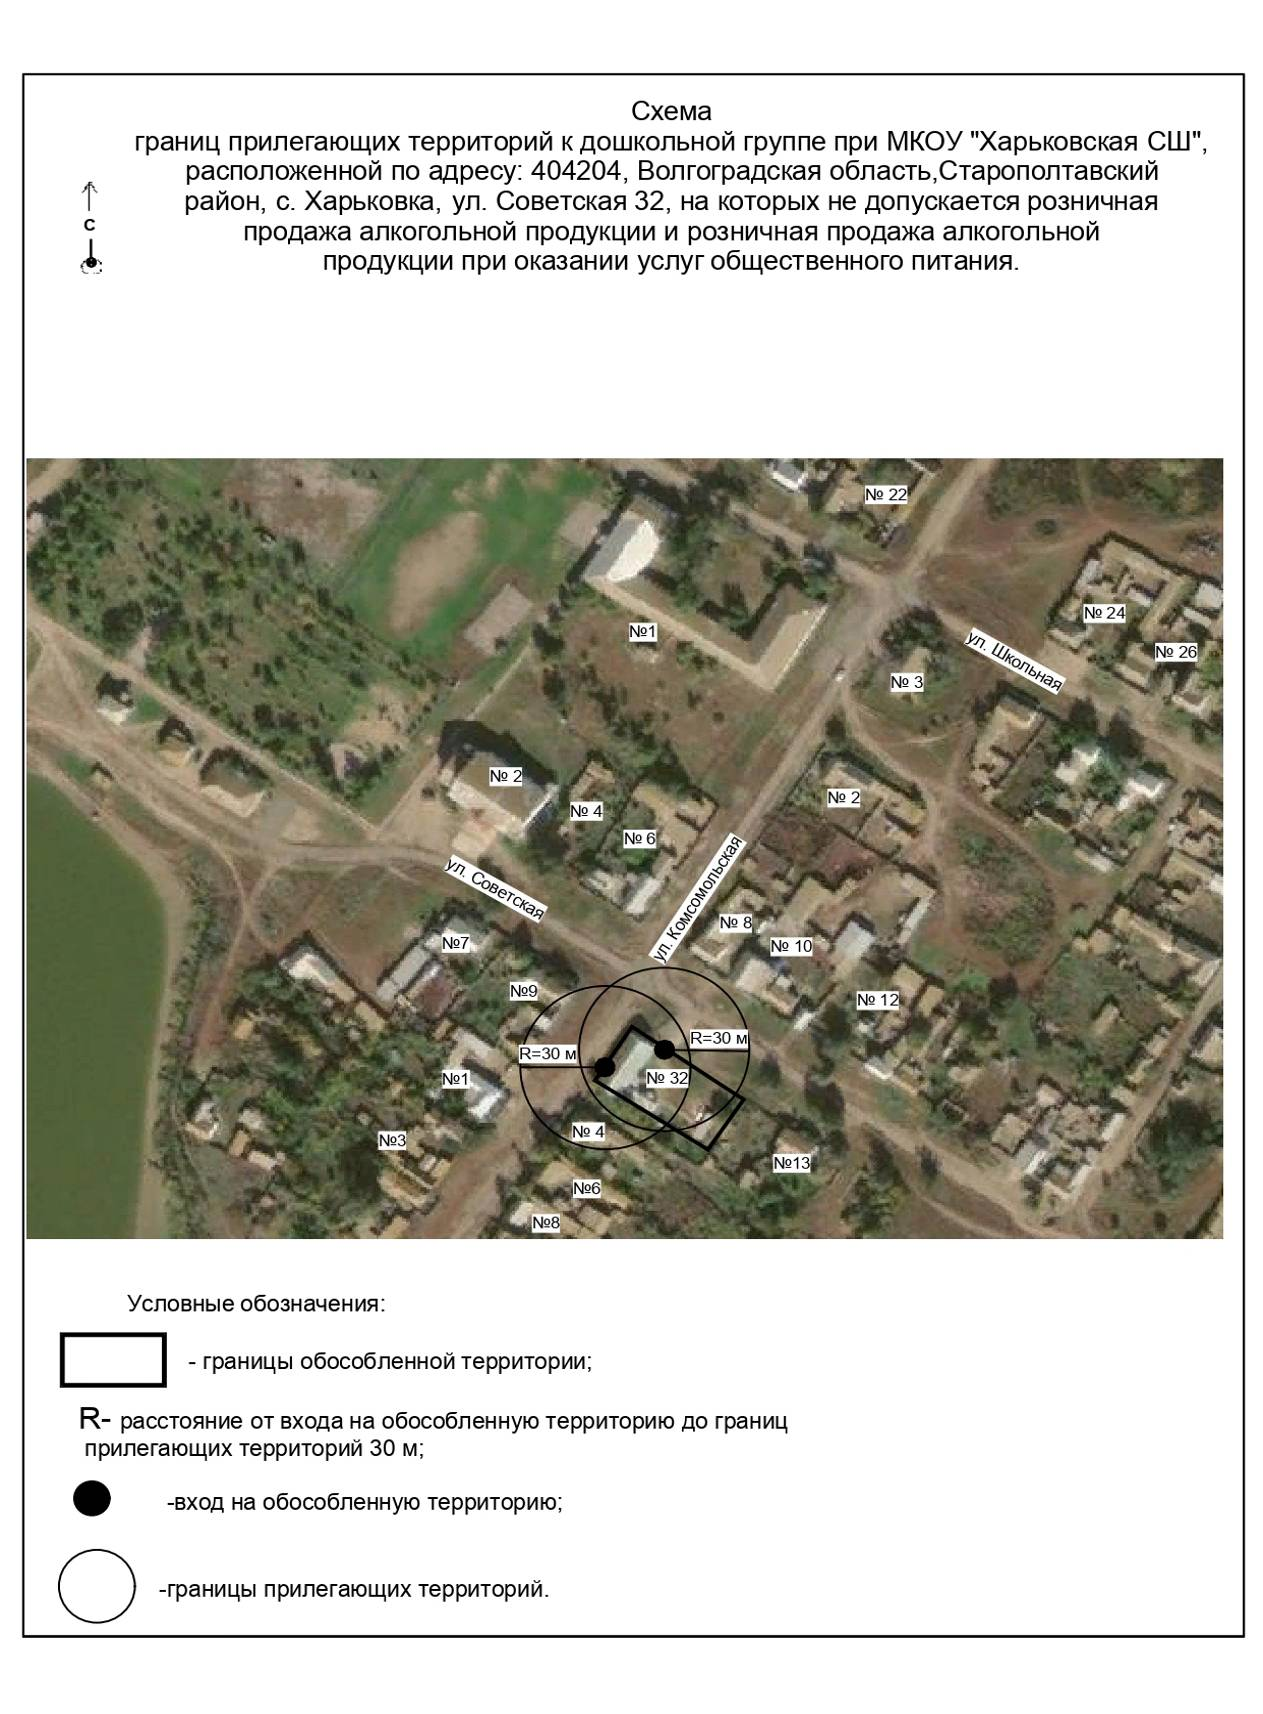 Схема
границ прилегающих территорий к дошкольной группе при МКОУ "Харьковская СШ",
расположенной по адресу: 404204, Волгоградская область,Старополтавский
район, с. Харьковка, ул. Советская 32, на которых не допускается розничная
продажа алкогольной продукции и розничная продажа алкогольной
продукции при оказании услуг общественного питания.
С
№ 22
№ 24
№1
ул. Школьная
№ 26
№ 3
№ 2
№ 2
№ 4
№ 6
ул. Советская
ул. Комсомольская
№ 8
№7
№ 10
№9
№ 12
R=30 м
R=30 м
№1
№ 32
№ 4
№3
№13
№6
№8
Условные обозначения:
- границы обособленной территории;
R- расстояние от входа на обособленную территорию до границ
прилегающих территорий 30 м;
-вход на обособленную территорию;
-границы прилегающих территорий.